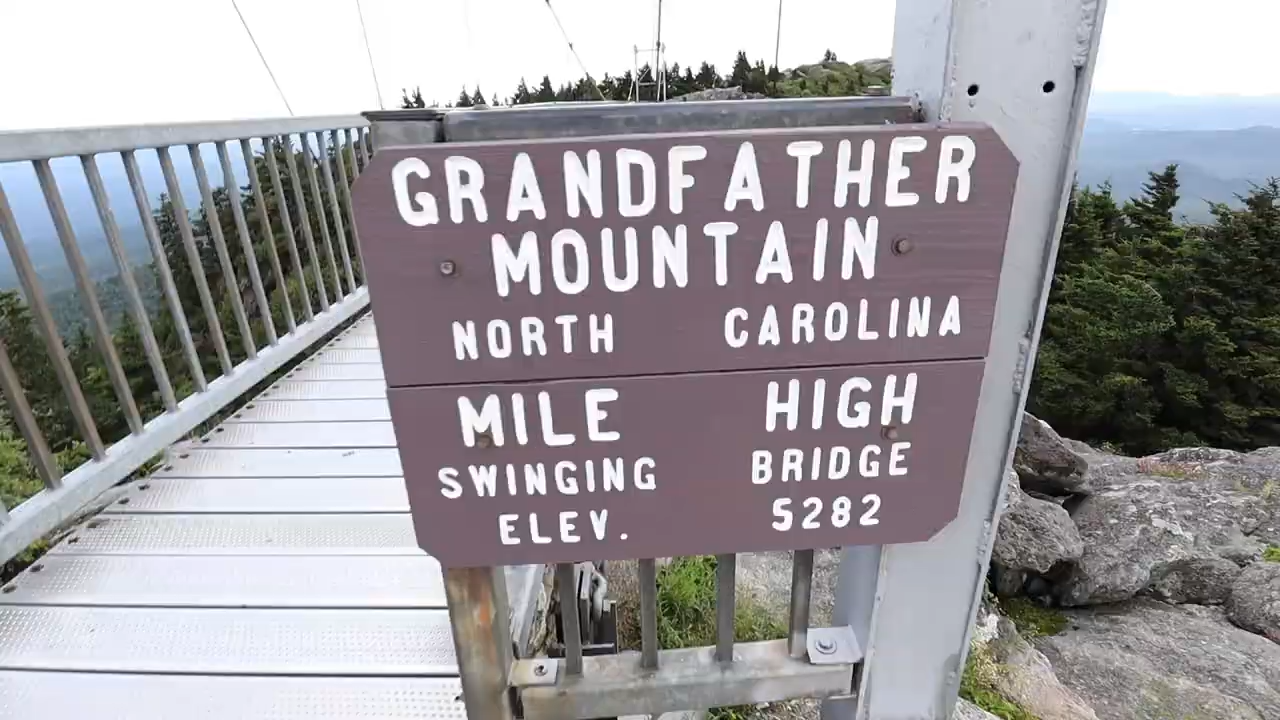 GRANDFATHER
MOUNTAIN
NORTH CAROLINA
MILE HIGH
SWINGING BRIDGE
ELEV. 5282